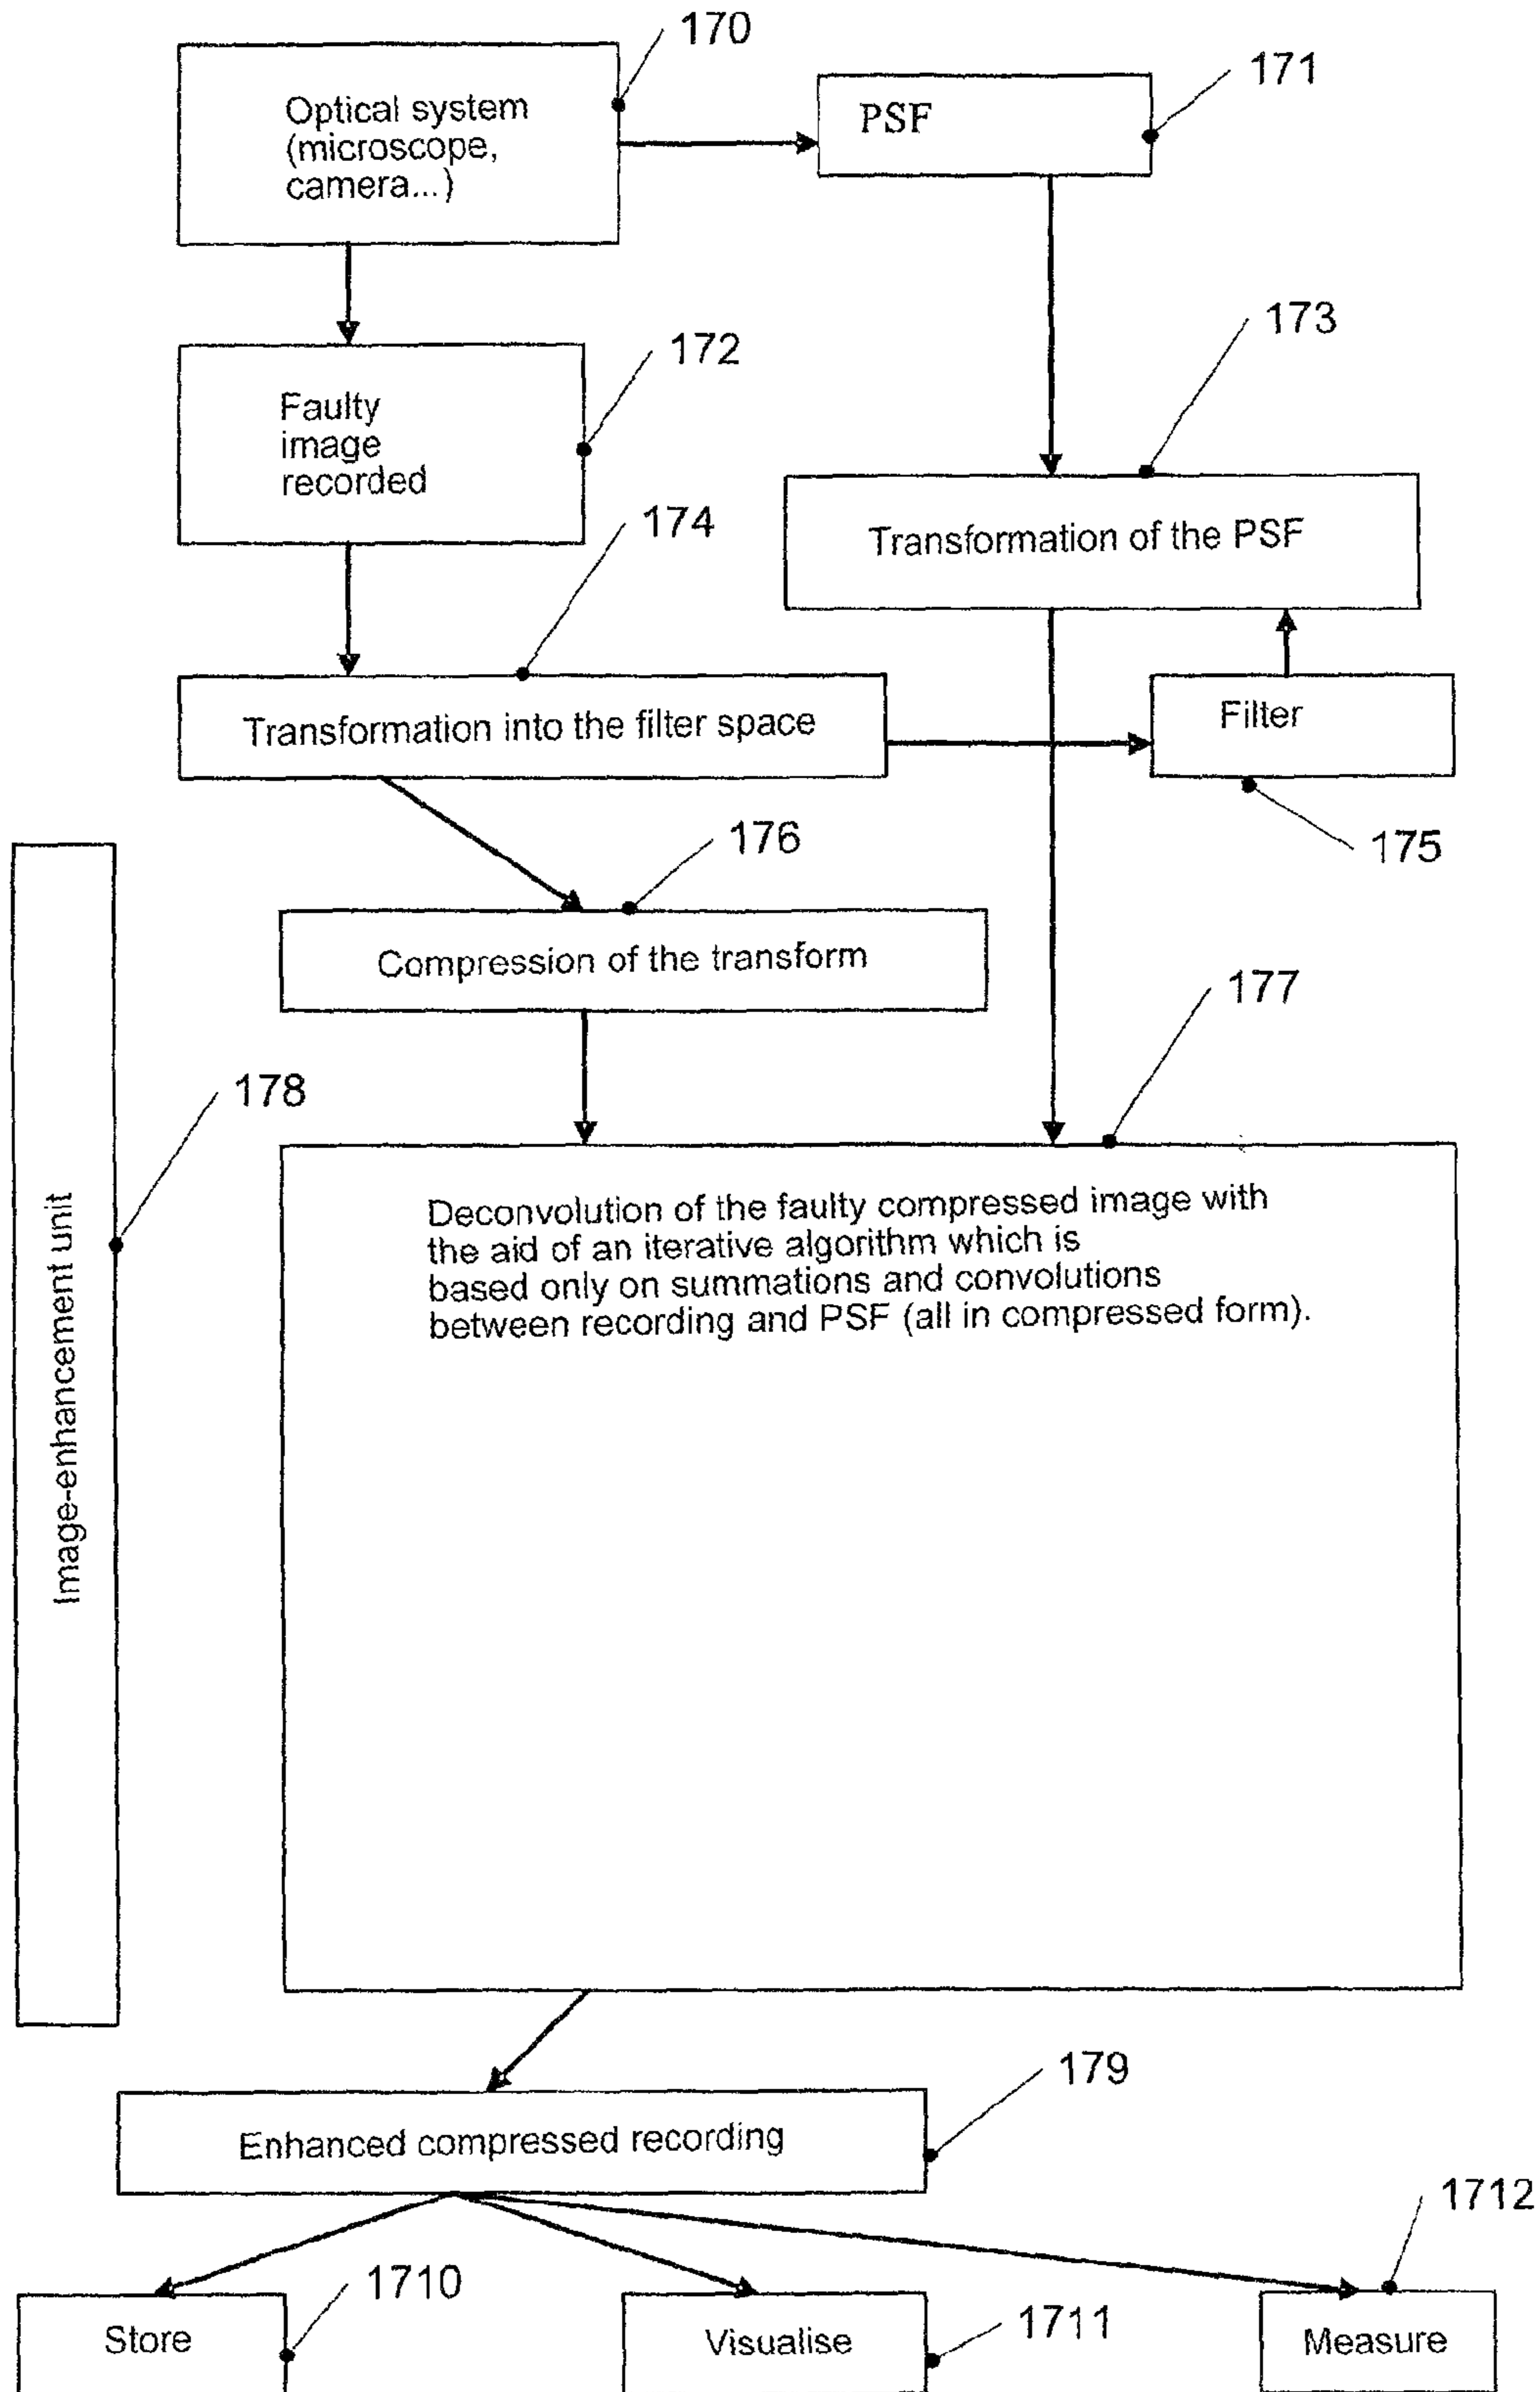 170
Optical system
(microscope,
camera...)
PSF
171
172
Faulty
image
recorded
173
Transformation of the PSF
174
Transformation into the filter space
Filter
175
176
Compression of the transform
177
178
Image-enhancement unit
Deconvolution of the faulty compressed image with
the aid of an iterative algorithm which is
based only on summations and convolutions
between recording and PSF (all in compressed form).
179
Enhanced compressed recording
1710
Store
1711
Visualise
1712
Measure